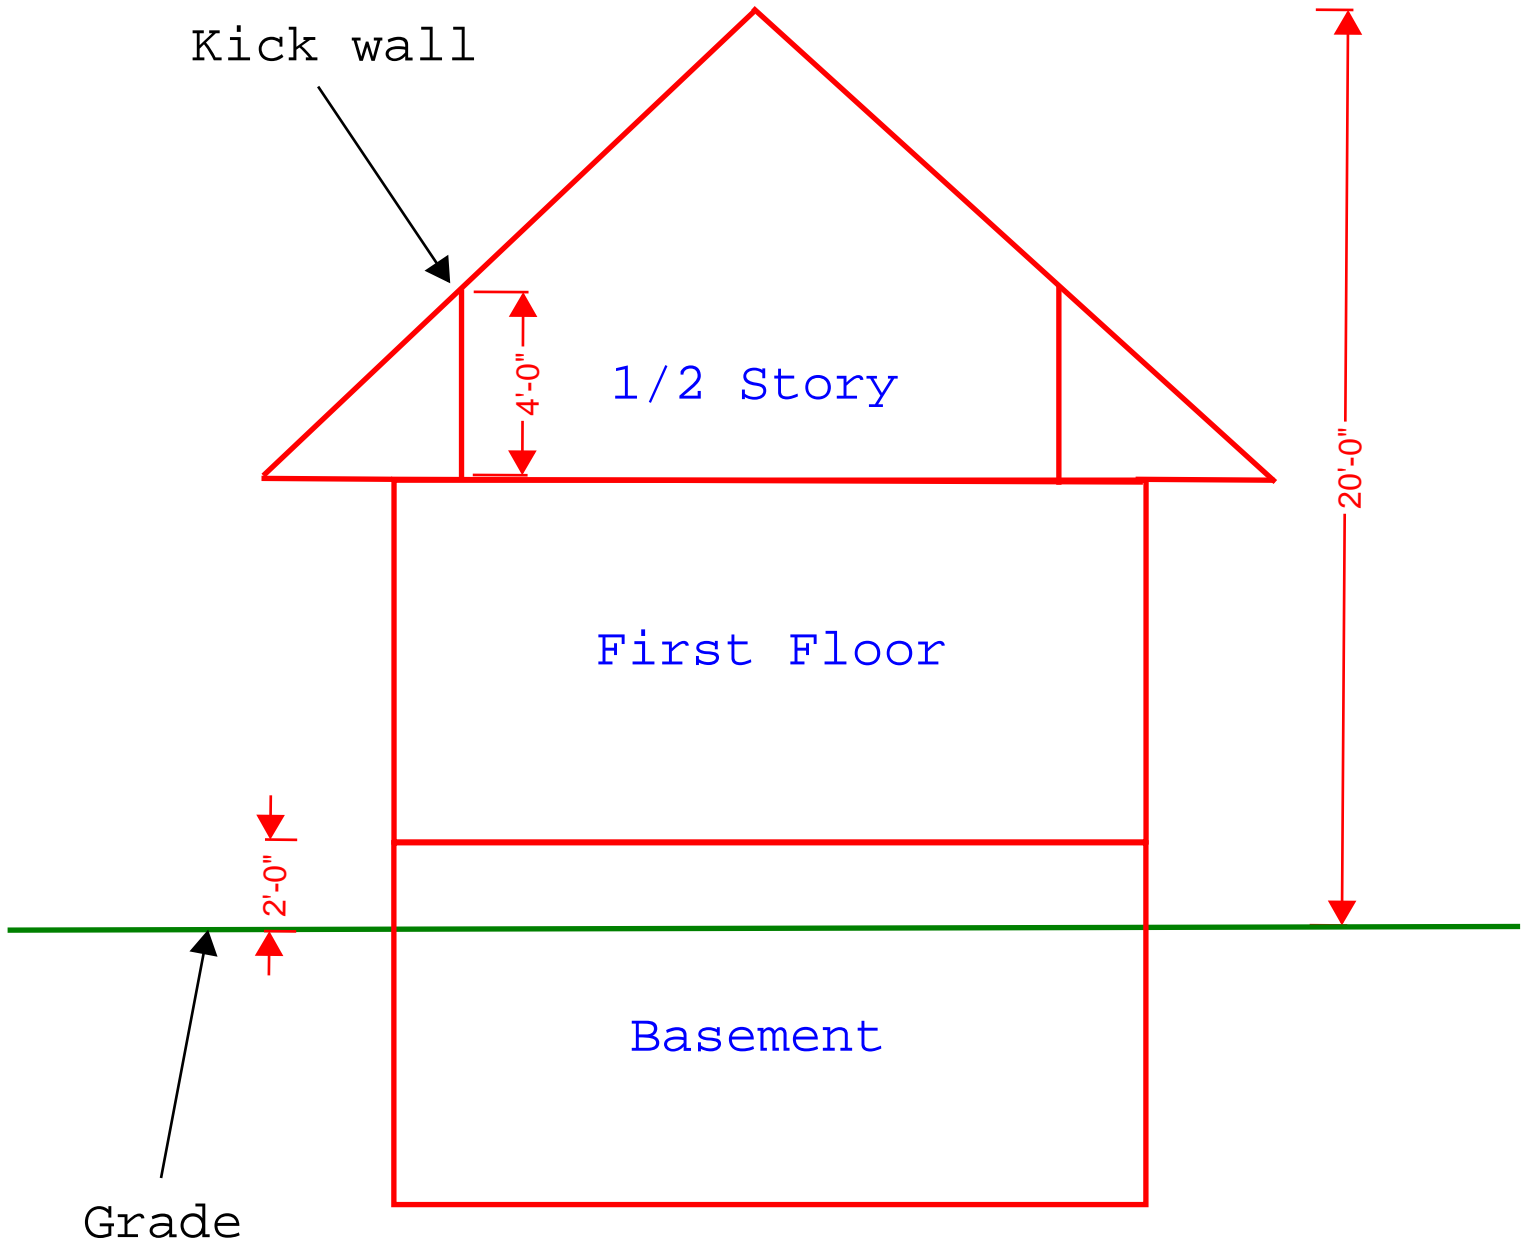 Kick wall
4'-0"
1/2 Story
20'-0"
First Floor
2'-0"
Basement
Grade